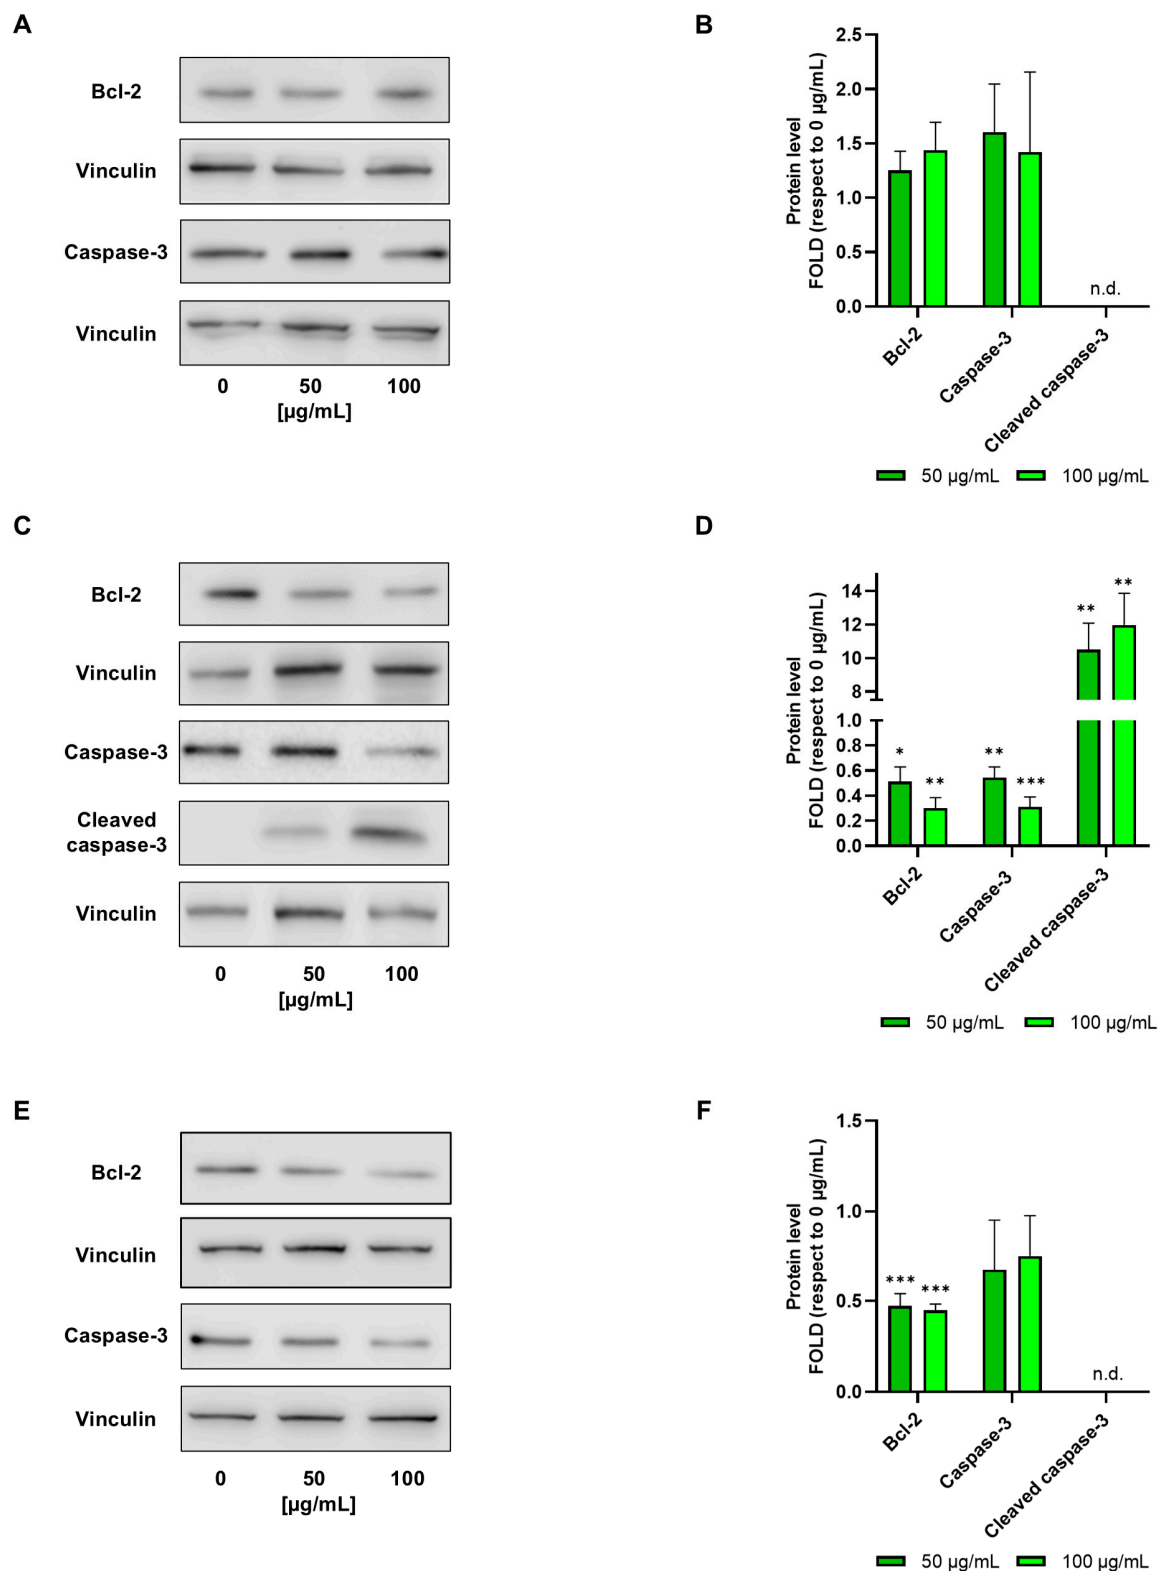 A
Bcl-2
Vinculin
Caspase-3
Vinculin
0 50 100
[µg/mL]
B
Protein level
FOLD (respect to 0 µg/mL)
2.5
2.0
1.5
1.0
0.5
0.0
n.d.
Bcl-2
Caspase-3
Cleaved caspase-3
50 µg/mL 100 µg/mL
C
Bcl-2
Vinculin
Caspase-3
Cleaved
caspase-3
Vinculin
0 50 100
[µg/mL]
D
Protein level
FOLD (respect to 0 µg/mL)
14
12
10
8
1.0
0.8
0.6
0.4
0.2
0.0
* ** ** *** ** **
Bcl-2
Caspase-3
Cleaved caspase-3
50 µg/mL 100 µg/mL
E
Bcl-2
Vinculin
Caspase-3
Vinculin
0 50 100
[µg/mL]
F
Protein level
FOLD (respect to 0 µg/mL)
1.5
1.0
0.5
0.0
*** ***
n.d.
Bcl-2
Caspase-3
Cleaved caspase-3
50 µg/mL 100 µg/mL